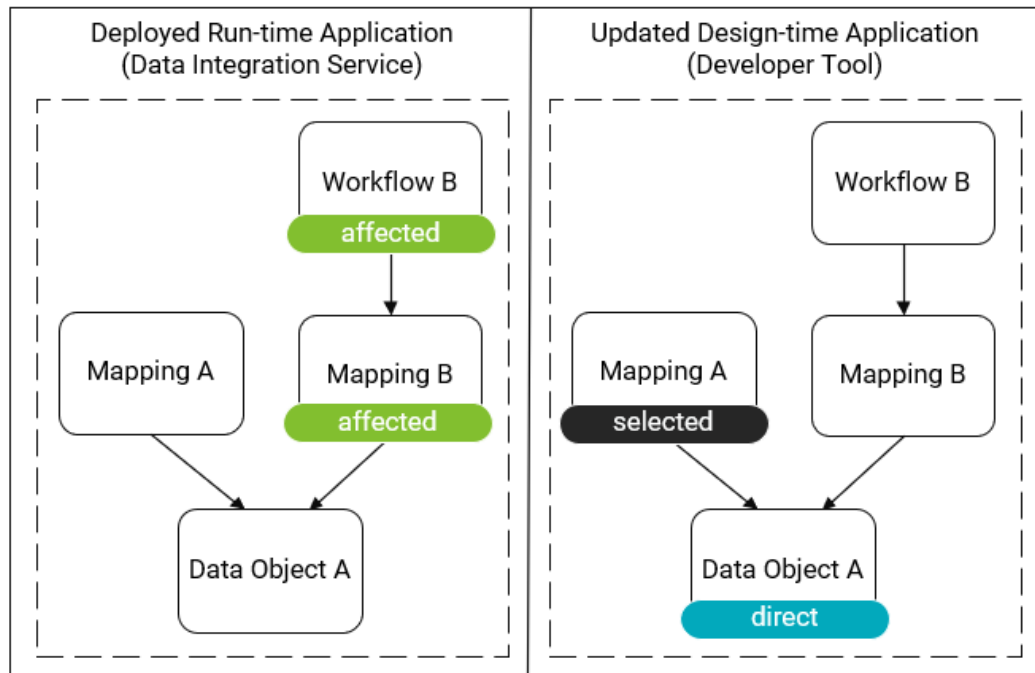 Deployed Run-time Application
(Data Integration Service)
Workflow B
affected
Mapping A
Mapping B
affected
Data Object A
Updated Design-time Application
(Developer Tool)
Workflow B
Mapping A
selected
Mapping B
Data Object A
direct